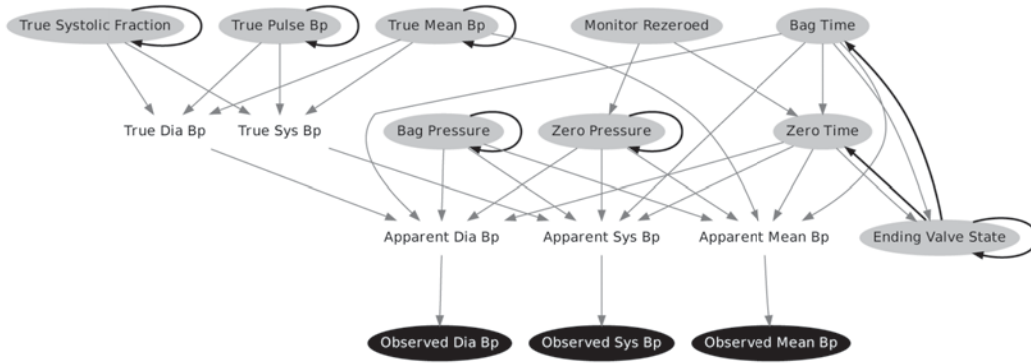 True Systolic Fraction
True Pulse Bp
True Mean Bp
Monitor Rezeroed
Bag Time
True Dia Bp
True Sys Bp
Bag Pressure
Zero Pressure
Zero Time
Apparent Dia Bp
Apparent Sys Bp
Apparent Mean Bp
Ending Valve State
Observed Dia Bp
Observed Sys Bp
Observed Mean Bp